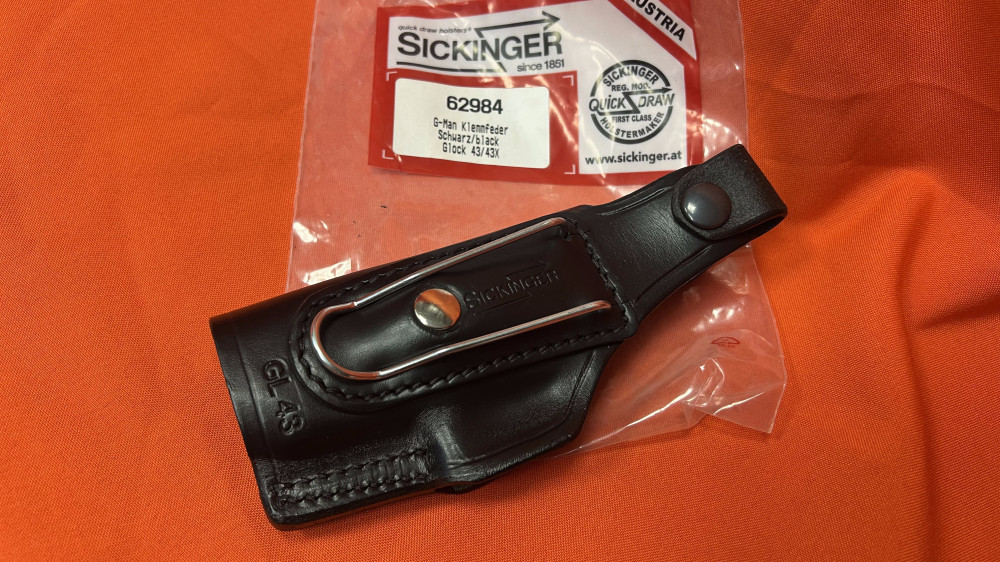 AUSTRIA
quick draw holsters
SICKINGER
since 1851
62984
G-Man Klemmfeder
Schwarz/black
Glock 43/43X
SICKINGER
REG. MOD.
QUICK DRAW
FIRST CLASS
HOLSTERMAKER
www.sickinger.at
SICKINGER
GL 43